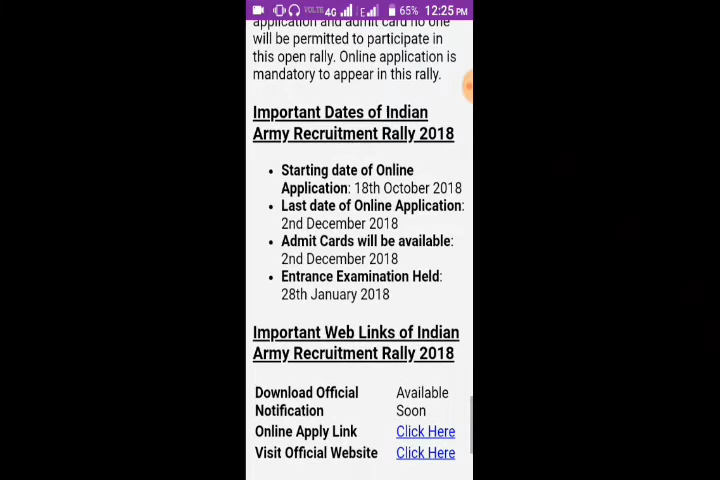 VOLTE 4G E 65% 12:25 PM
application and admit card no one
will be permitted to participate in
this open rally. Online application is
mandatory to appear in this rally.
Important Dates of Indian
Army Recruitment Rally 2018
• Starting date of Online
Application: 18th October 2018
• Last date of Online Application:
2nd December 2018
• Admit Cards will be available:
2nd December 2018
• Entrance Examination Held:
28th January 2018
Important Web Links of Indian
Army Recruitment Rally 2018
Download Official Available
Notification Soon
Online Apply Link Click Here
Visit Official Website Click Here